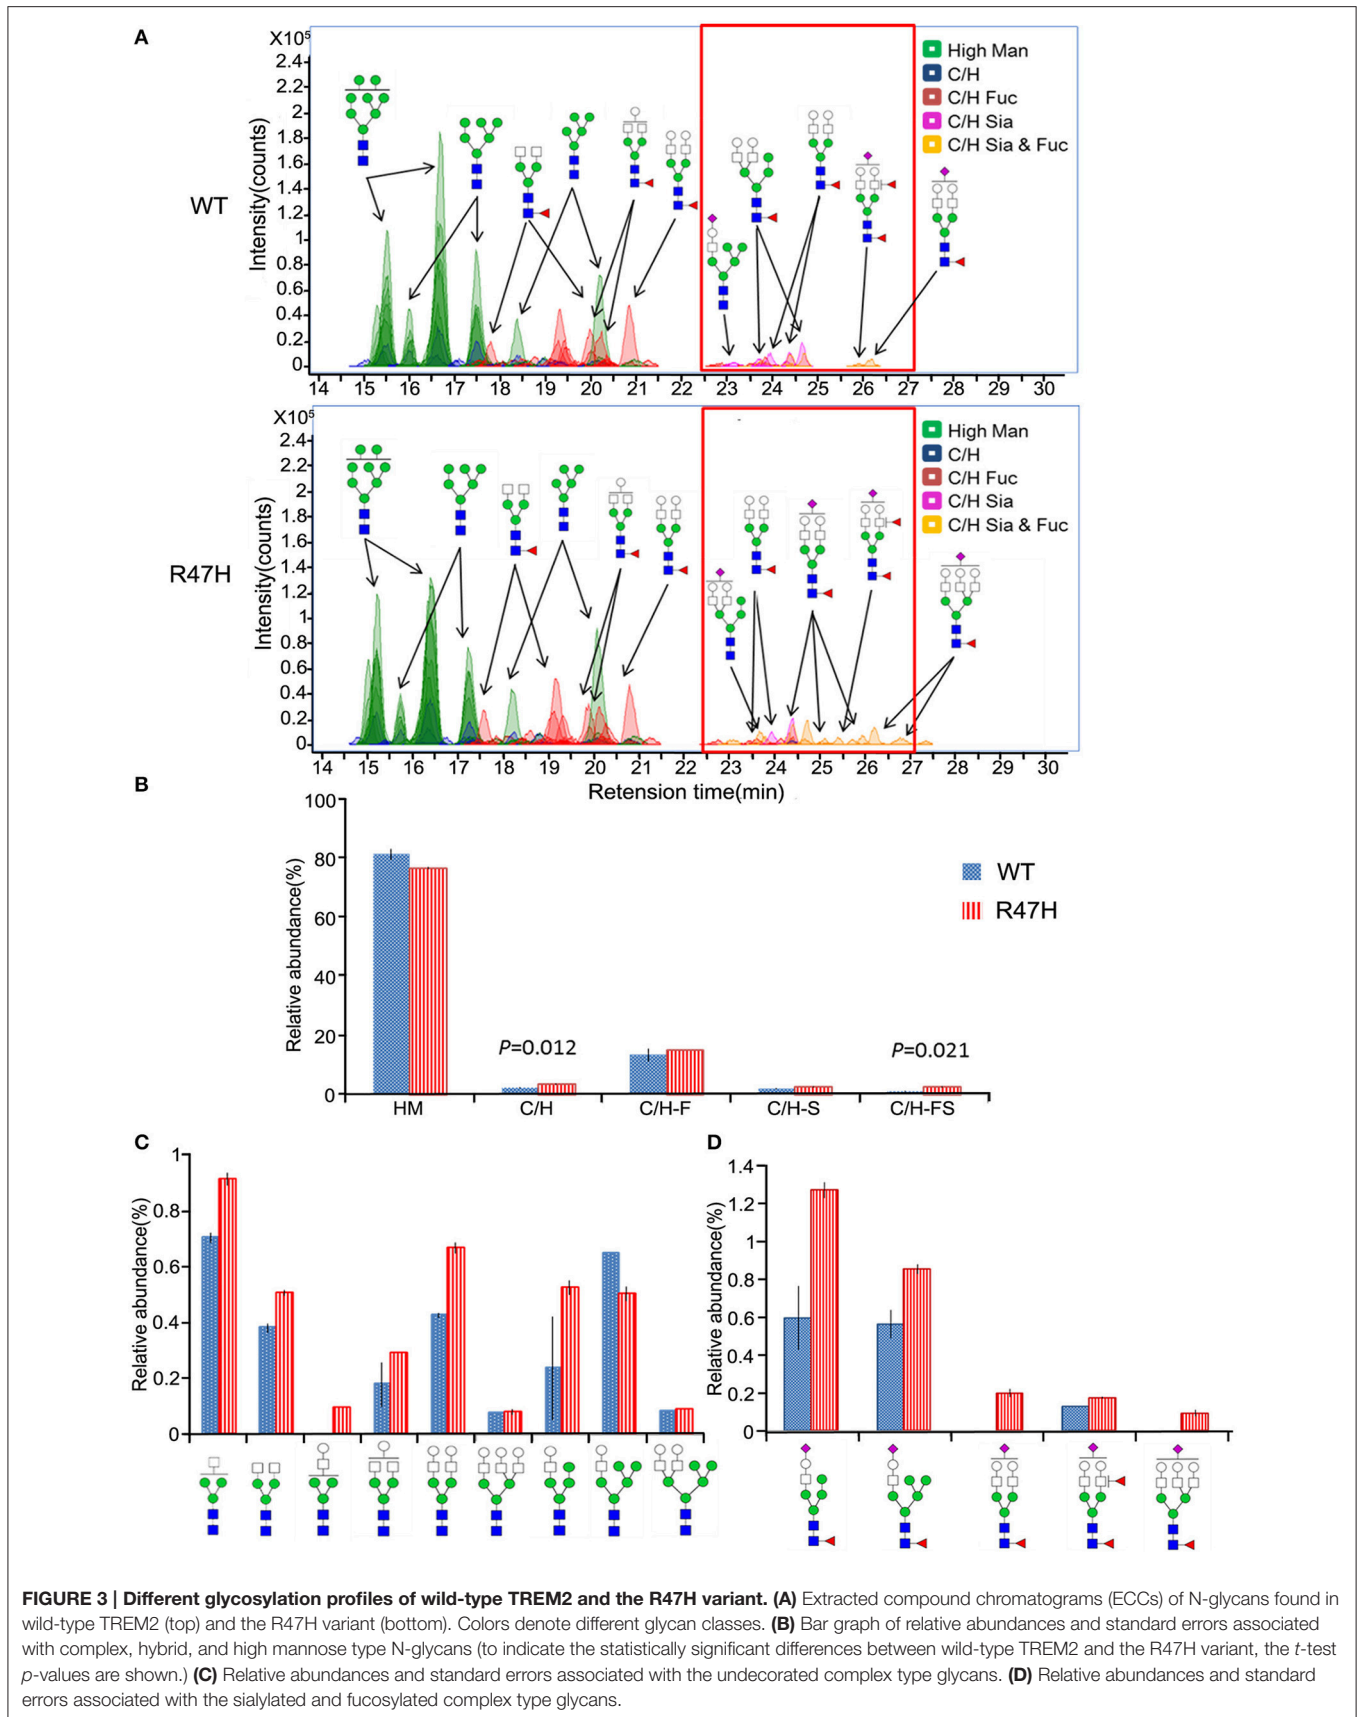 A
X10⁵
2.4
2.2
2
1.8
1.6
1.4
1.2
1
0.8
0.6
0.4
0.2
0
Intensity(counts)
WT
High Man
C/H
C/H Fuc
C/H Sia
C/H Sia & Fuc
14 15 16 17 18 19 20 21 22 23 24 25 26 27 28 29 30
X10⁵
2.4
2.2
2
1.8
1.6
1.4
1.2
1
0.8
0.6
0.4
0.2
0
Intensity(counts)
R47H
High Man
C/H
C/H Fuc
C/H Sia
C/H Sia & Fuc
14 15 16 17 18 19 20 21 22 23 24 25 26 27 28 29 30
Retension time(min)
B
100
80
60
40
20
0
Relative abundance(%)
WT
R47H
P=0.012
P=0.021
HM C/H C/H-F C/H-S C/H-FS
C
1
0.8
0.6
0.4
0.2
0
Relative abundance(%)
D
1.4
1.2
1
0.8
0.6
0.4
0.2
0
Relative abundance(%)
FIGURE 3 | Different glycosylation profiles of wild-type TREM2 and the R47H variant. (A) Extracted compound chromatograms (ECCs) of N-glycans found in
wild-type TREM2 (top) and the R47H variant (bottom). Colors denote different glycan classes. (B) Bar graph of relative abundances and standard errors associated
with complex, hybrid, and high mannose type N-glycans (to indicate the statistically significant differences between wild-type TREM2 and the R47H variant, the t-test
p-values are shown.) (C) Relative abundances and standard errors associated with the undecorated complex type glycans. (D) Relative abundances and standard
errors associated with the sialylated and fucosylated complex type glycans.